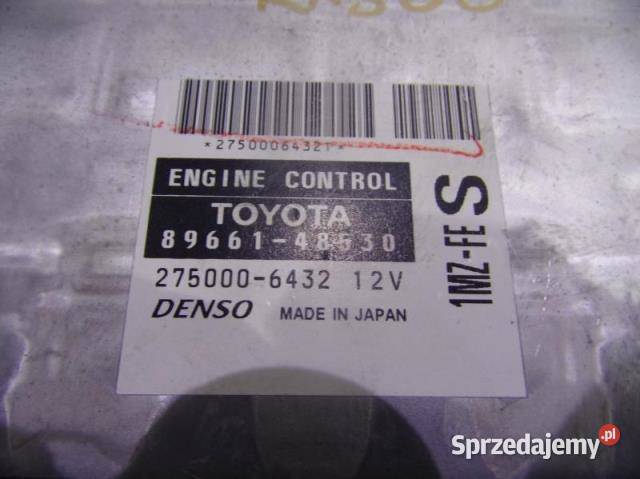 *27500064321*
ENGINE CONTROL
TOYOTA
89661-48530
275000-6432 12V
DENSO MADE IN JAPAN
1MZ-FE S
Sprzedajemy.pl